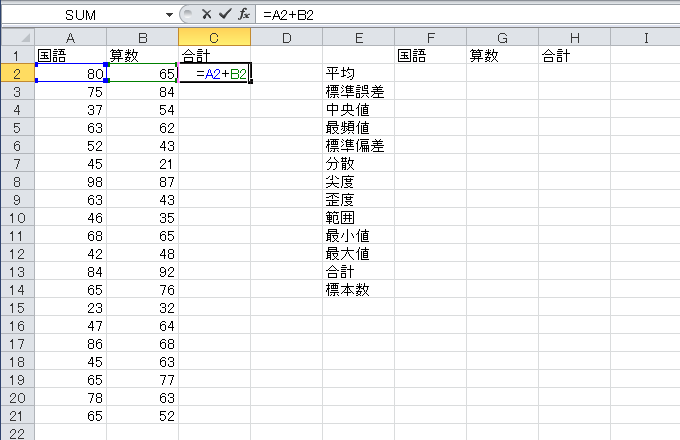 SUM fx =A2+B2
A B C D E F G H I
1 国語 算数 合計 国語 算数 合計
2 80 65 =A2+B2 平均
3 75 84 標準誤差
4 37 54 中央値
5 63 62 最頻値
6 52 43 標準偏差
7 45 21 分散
8 98 87 尖度
9 63 43 歪度
10 46 35 範囲
11 68 65 最小値
12 42 48 最大値
13 84 92 合計
14 65 76 標本数
15 23 32
16 47 64
17 86 68
18 45 63
19 65 77
20 78 63
21 65 52
22